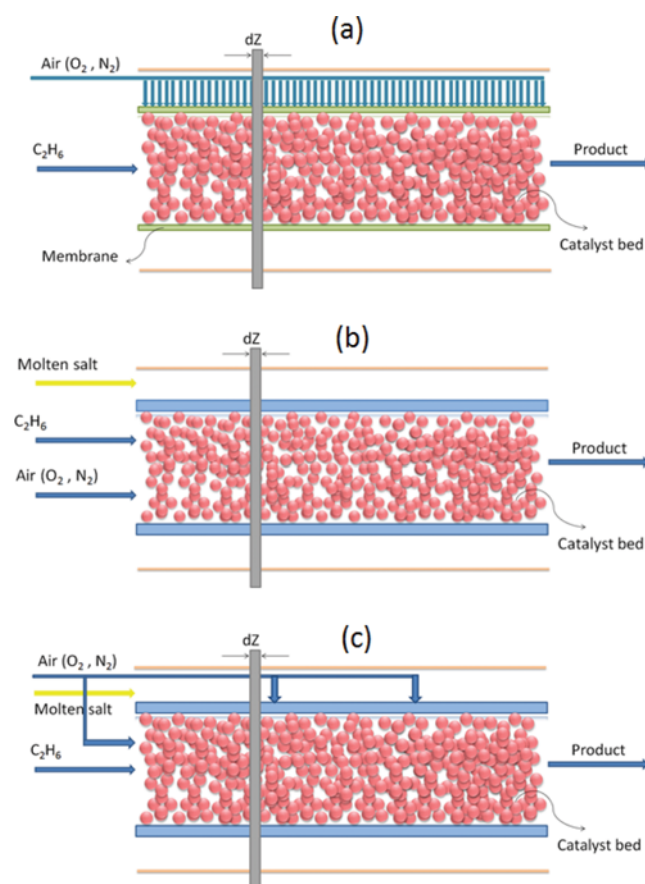 (a)
dZ
Air (O2 , N2)
C2H6
Product
Membrane
Catalyst bed
(b)
dZ
Molten salt
C2H6
Air (O2 , N2)
Product
Catalyst bed
(c)
dZ
Air (O2 , N2)
Molten salt
C2H6
Product
Catalyst bed